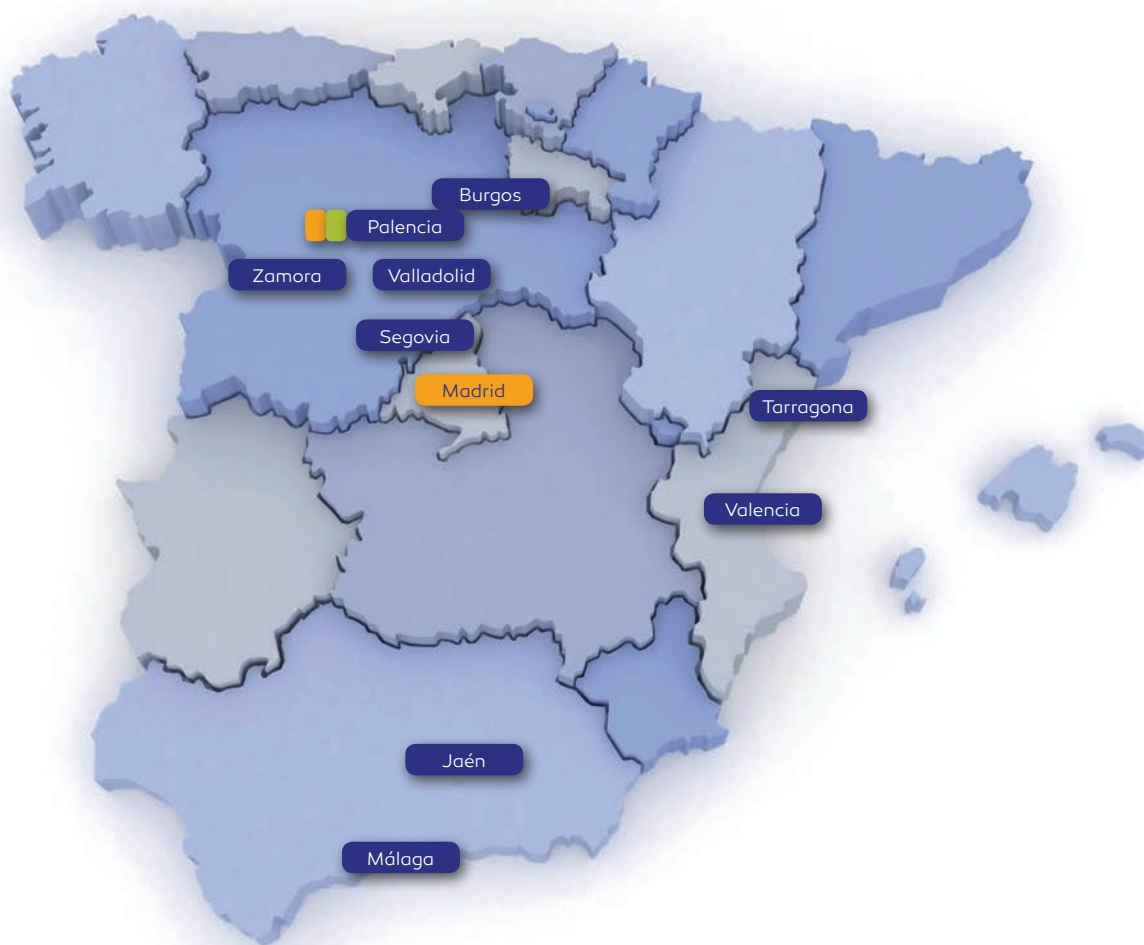 Burgos
Palencia
Zamora
Valladolid
Segovia
Madrid
Tarragona
Valencia
Jaén
Málaga